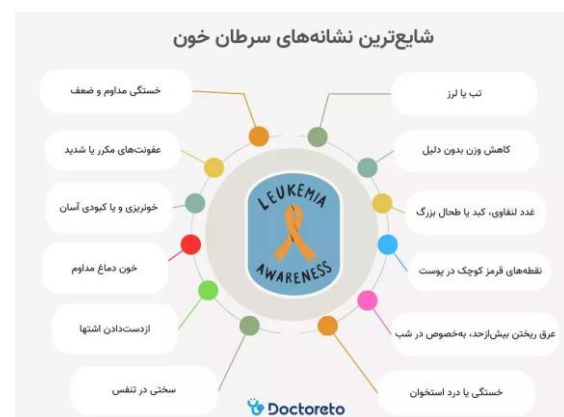 شایع‌ترین نشانه‌های سرطان خون
تب یا لرز
کاهش وزن بدون دلیل
غدد لنفاوی، کبد یا طحال بزرگ
نقطه‌های قرمز کوچک در پوست
عرق ریختن بیش‌ازحد، به‌خصوص در شب
خستگی یا درد استخوان
خستگی مداوم و ضعف
عفونت‌های مکرر یا شدید
خونریزی و یا کبودی آسان
خون دماغ مداوم
ازدست‌دادن اشتها
سختی در تنفس
LEUKEMIA
AWARENESS
Doctoreto